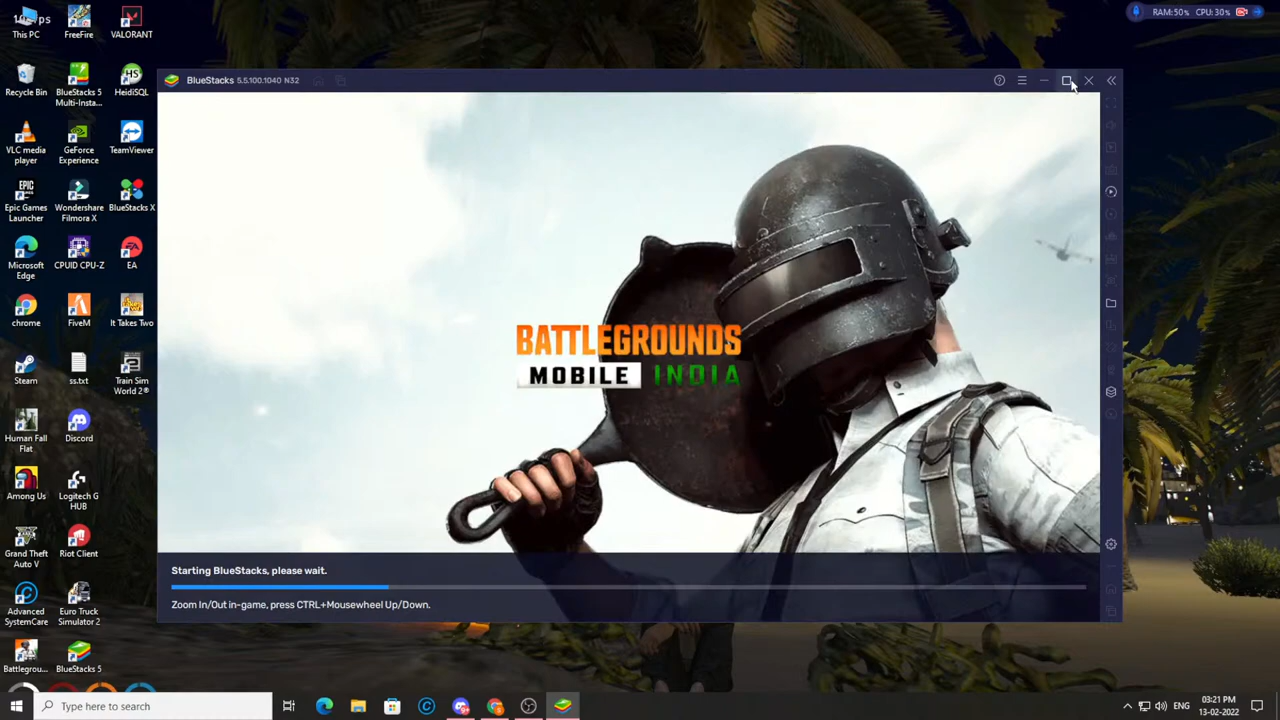 This PC
FreeFire
VALORANT
RAM:50% CPU:30%
BlueStacks 5.5.100.1040 N32
Recycle Bin
BlueStacks 5
Multi-Insta...
HS
HeidiSQL
VLC media
player
GeForce
Experience
TeamViewer
EPIC
GAMES
Epic Games
Launcher
Wondershare
Filmora X
BlueStacks X
EA
Microsoft
Edge
CPUID CPU-Z
EA
chrome
FiveM
It Takes Two
BATTLEGROUNDS
MOBILE INDIA
Steam
ss.txt
Train Sim
World 2®
Human Fall
Flat
Discord
Among Us
Logitech G
HUB
Grand Theft
Auto V
Riot Client
Starting BlueStacks, please wait.
Zoom In/Out in-game, press CTRL+Mousewheel Up/Down.
Advanced
SystemCare
Euro Truck
Simulator 2
Battlegrou...
BlueStacks 5
Type here to search
ENG
03:21 PM
13-02-2022